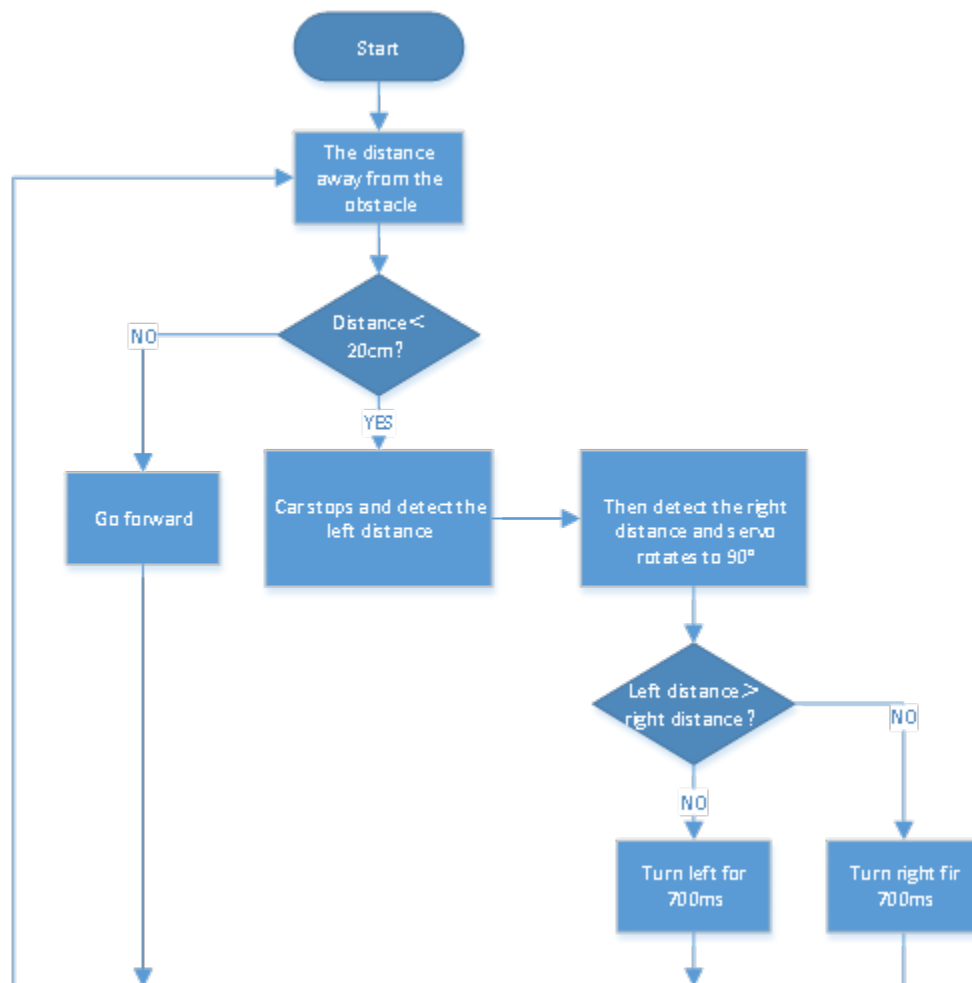 Start
The distance
away from the
obstacle
Distance＜
20cm?
NO
YES
Go forward
Car stops and detect the
left distance
Then detect the right
distance and servo
rotates to 90°
Left distance＞
right distance?
NO
NO
Turn left for
700ms
Turn right fir
700ms